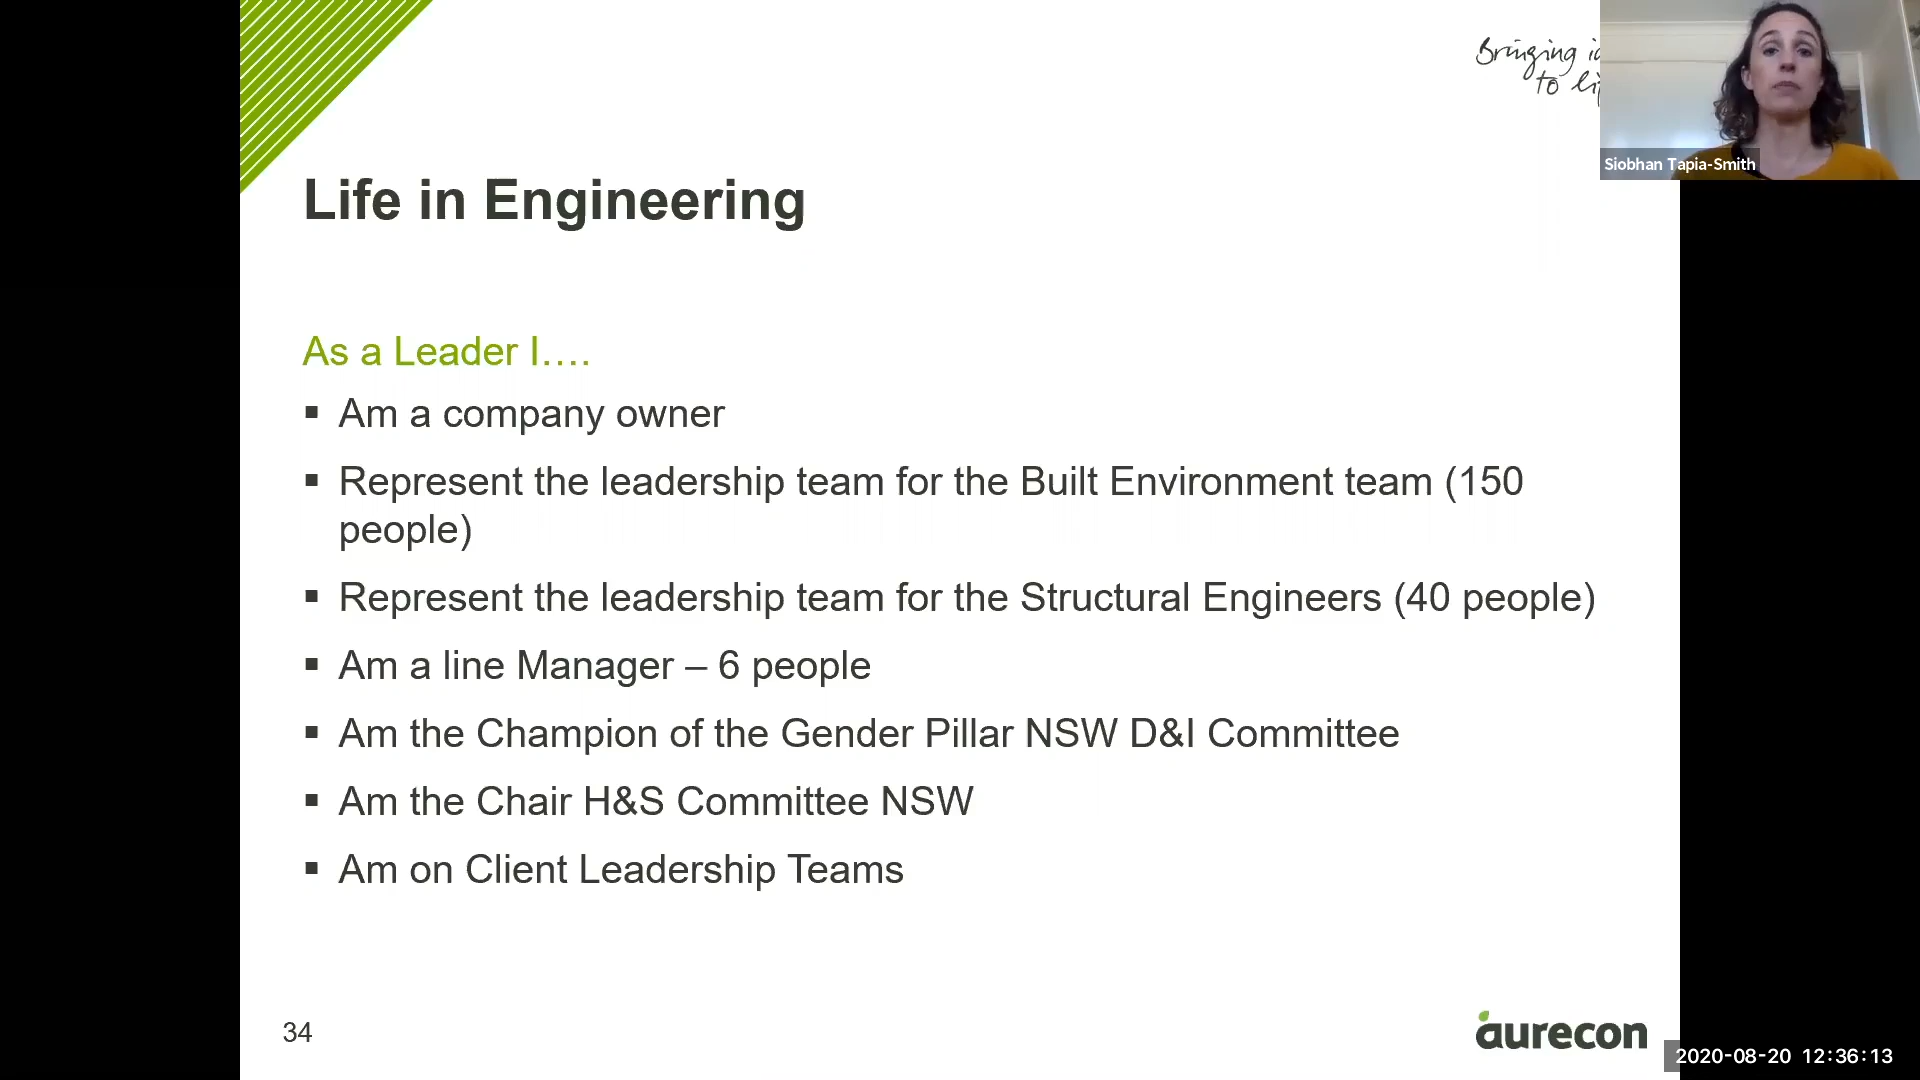 Bringing
to
Siobhan Tapia-Smith
Life in Engineering
As a Leader I....
▪ Am a company owner
▪ Represent the leadership team for the Built Environment team (150
people)
▪ Represent the leadership team for the Structural Engineers (40 people)
▪ Am a line Manager – 6 people
▪ Am the Champion of the Gender Pillar NSW D&I Committee
▪ Am the Chair H&S Committee NSW
▪ Am on Client Leadership Teams
34
aurecon
2020-08-20 12:36:13